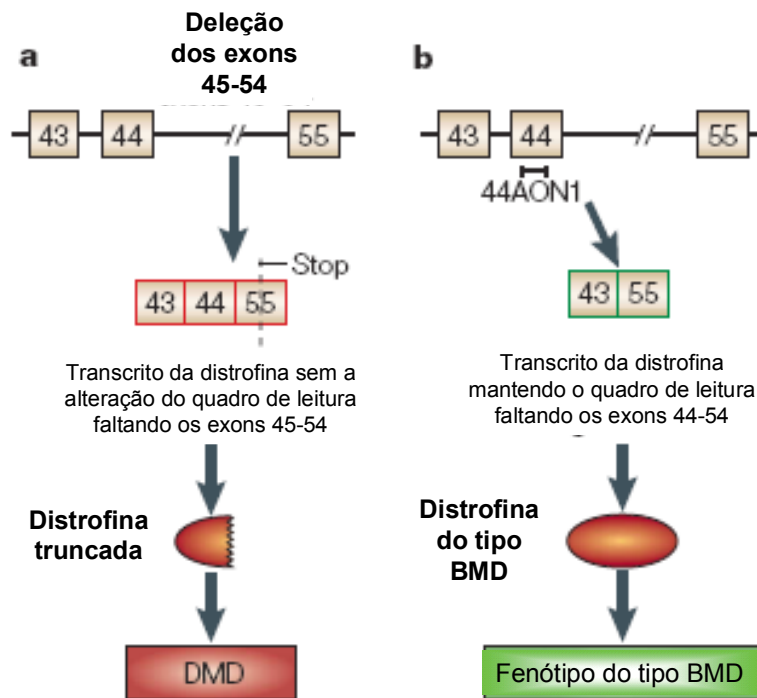 a
Deleção
dos exons
45-54
43 44 // 55
Stop
43 44 55
Transcrito da distrofina sem a
alteração do quadro de leitura
faltando os exons 45-54
Distrofina
truncada
DMD
b
43 44 // 55
44AON1
43 55
Transcrito da distrofina
mantendo o quadro de leitura
faltando os exons 44-54
Distrofina
do tipo
BMD
Fenótipo do tipo BMD